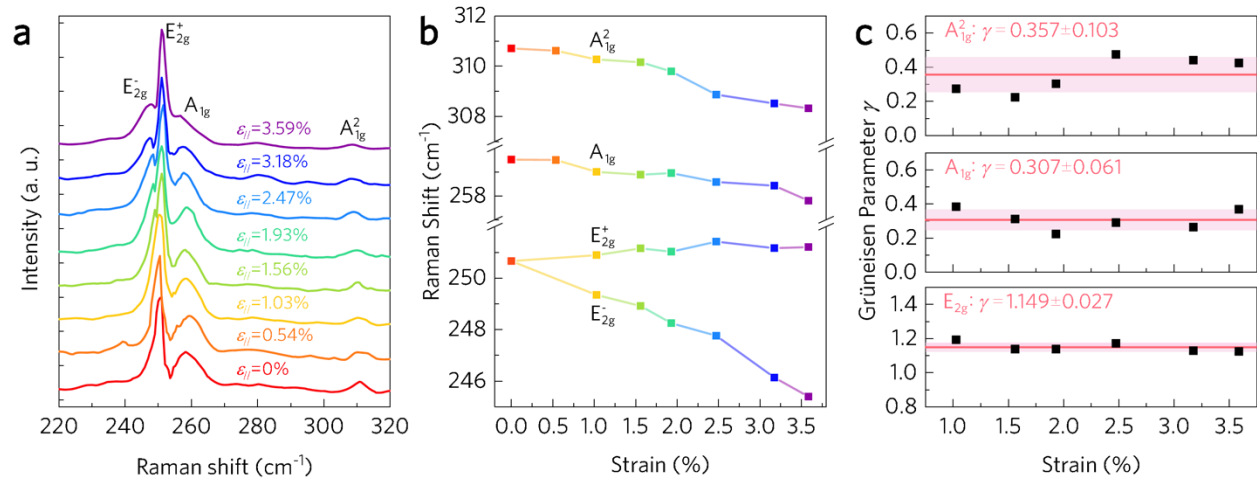 a
Intensity (a. u.)
E⁺2g
E⁻2g
A1g
A²1g
ε//=3.59%
ε//=3.18%
ε//=2.47%
ε//=1.93%
ε//=1.56%
ε//=1.03%
ε//=0.54%
ε//=0%
220 240 260 280 300 320
Raman shift (cm⁻¹)
b
Raman Shift (cm⁻¹)
310
308
258
250
248
246
A²1g
A1g
E⁺2g
E⁻2g
0.0 0.5 1.0 1.5 2.0 2.5 3.0 3.5
Strain (%)
c
Grüneisen Parameter γ
0.6
0.4
0.2
0.0
A²1g: γ = 0.357±0.103
0.6
0.4
0.2
0.0
A1g: γ = 0.307±0.061
1.4
1.2
1.0
0.8
E2g: γ = 1.149±0.027
1.0 1.5 2.0 2.5 3.0 3.5
Strain (%)